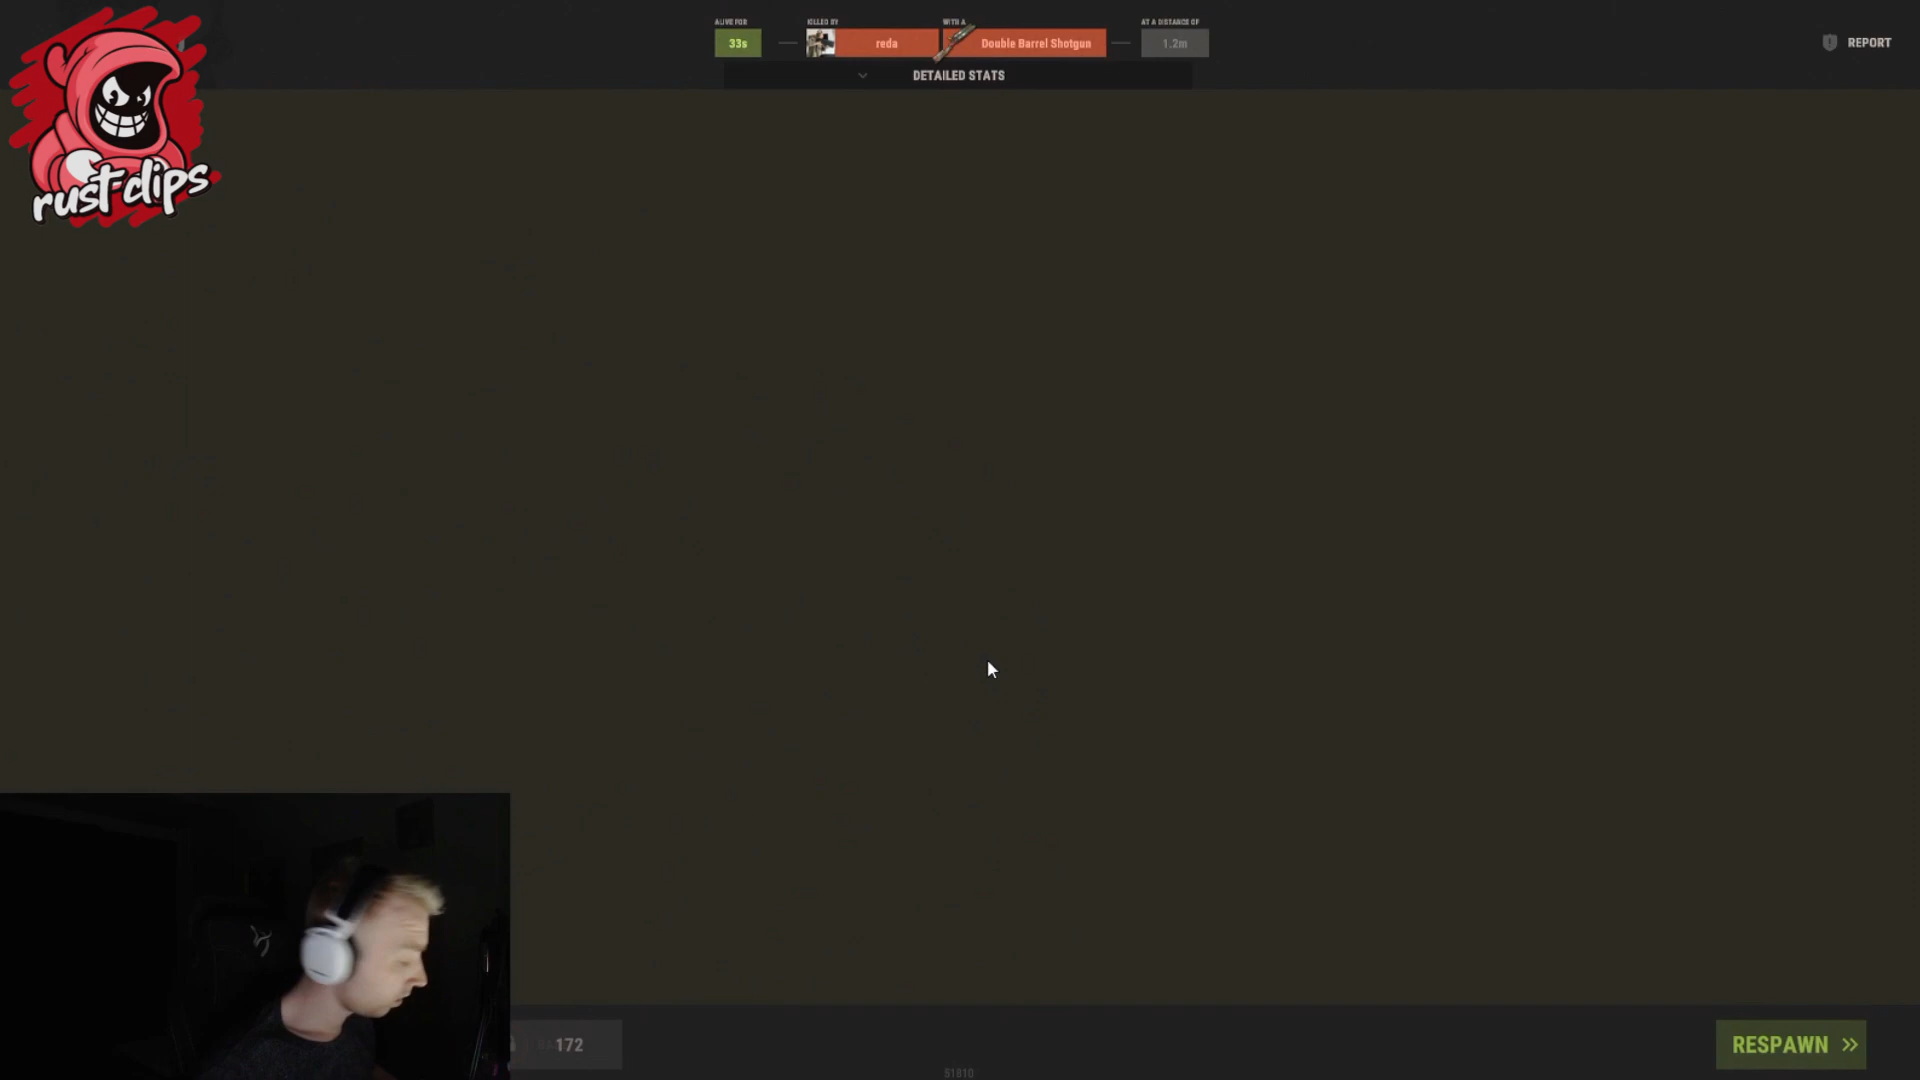 ALIVE FOR
KILLED BY
WITH A
AT A DISTANCE OF
33s
reda
Double Barrel Shotgun
1.2m
REPORT
DETAILED STATS
rust clips
172
RESPAWN
51810